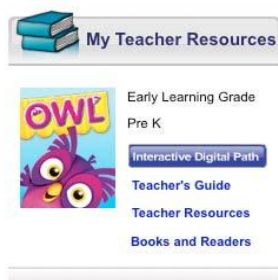 My Teacher Resources
OWL
Early Learning Grade
Pre K
Interactive Digital Path
Teacher's Guide
Teacher Resources
Books and Readers